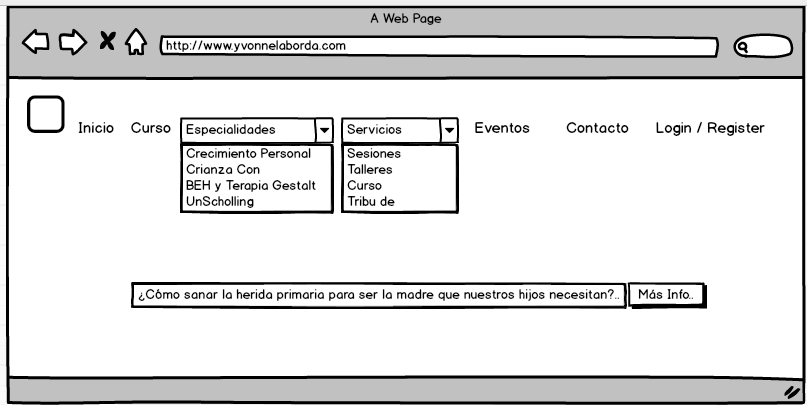 A Web Page
http://www.yvonnelaborda.com
Inicio Curso Especialidades Servicios Eventos Contacto Login / Register
Crecimiento Personal
Crianza Con
BEH y Terapia Gestalt
UnScholling
Sesiones
Talleres
Curso
Tribu de
¿Cómo sanar la herida primaria para ser la madre que nuestros hijos necesitan?.. Más Info..